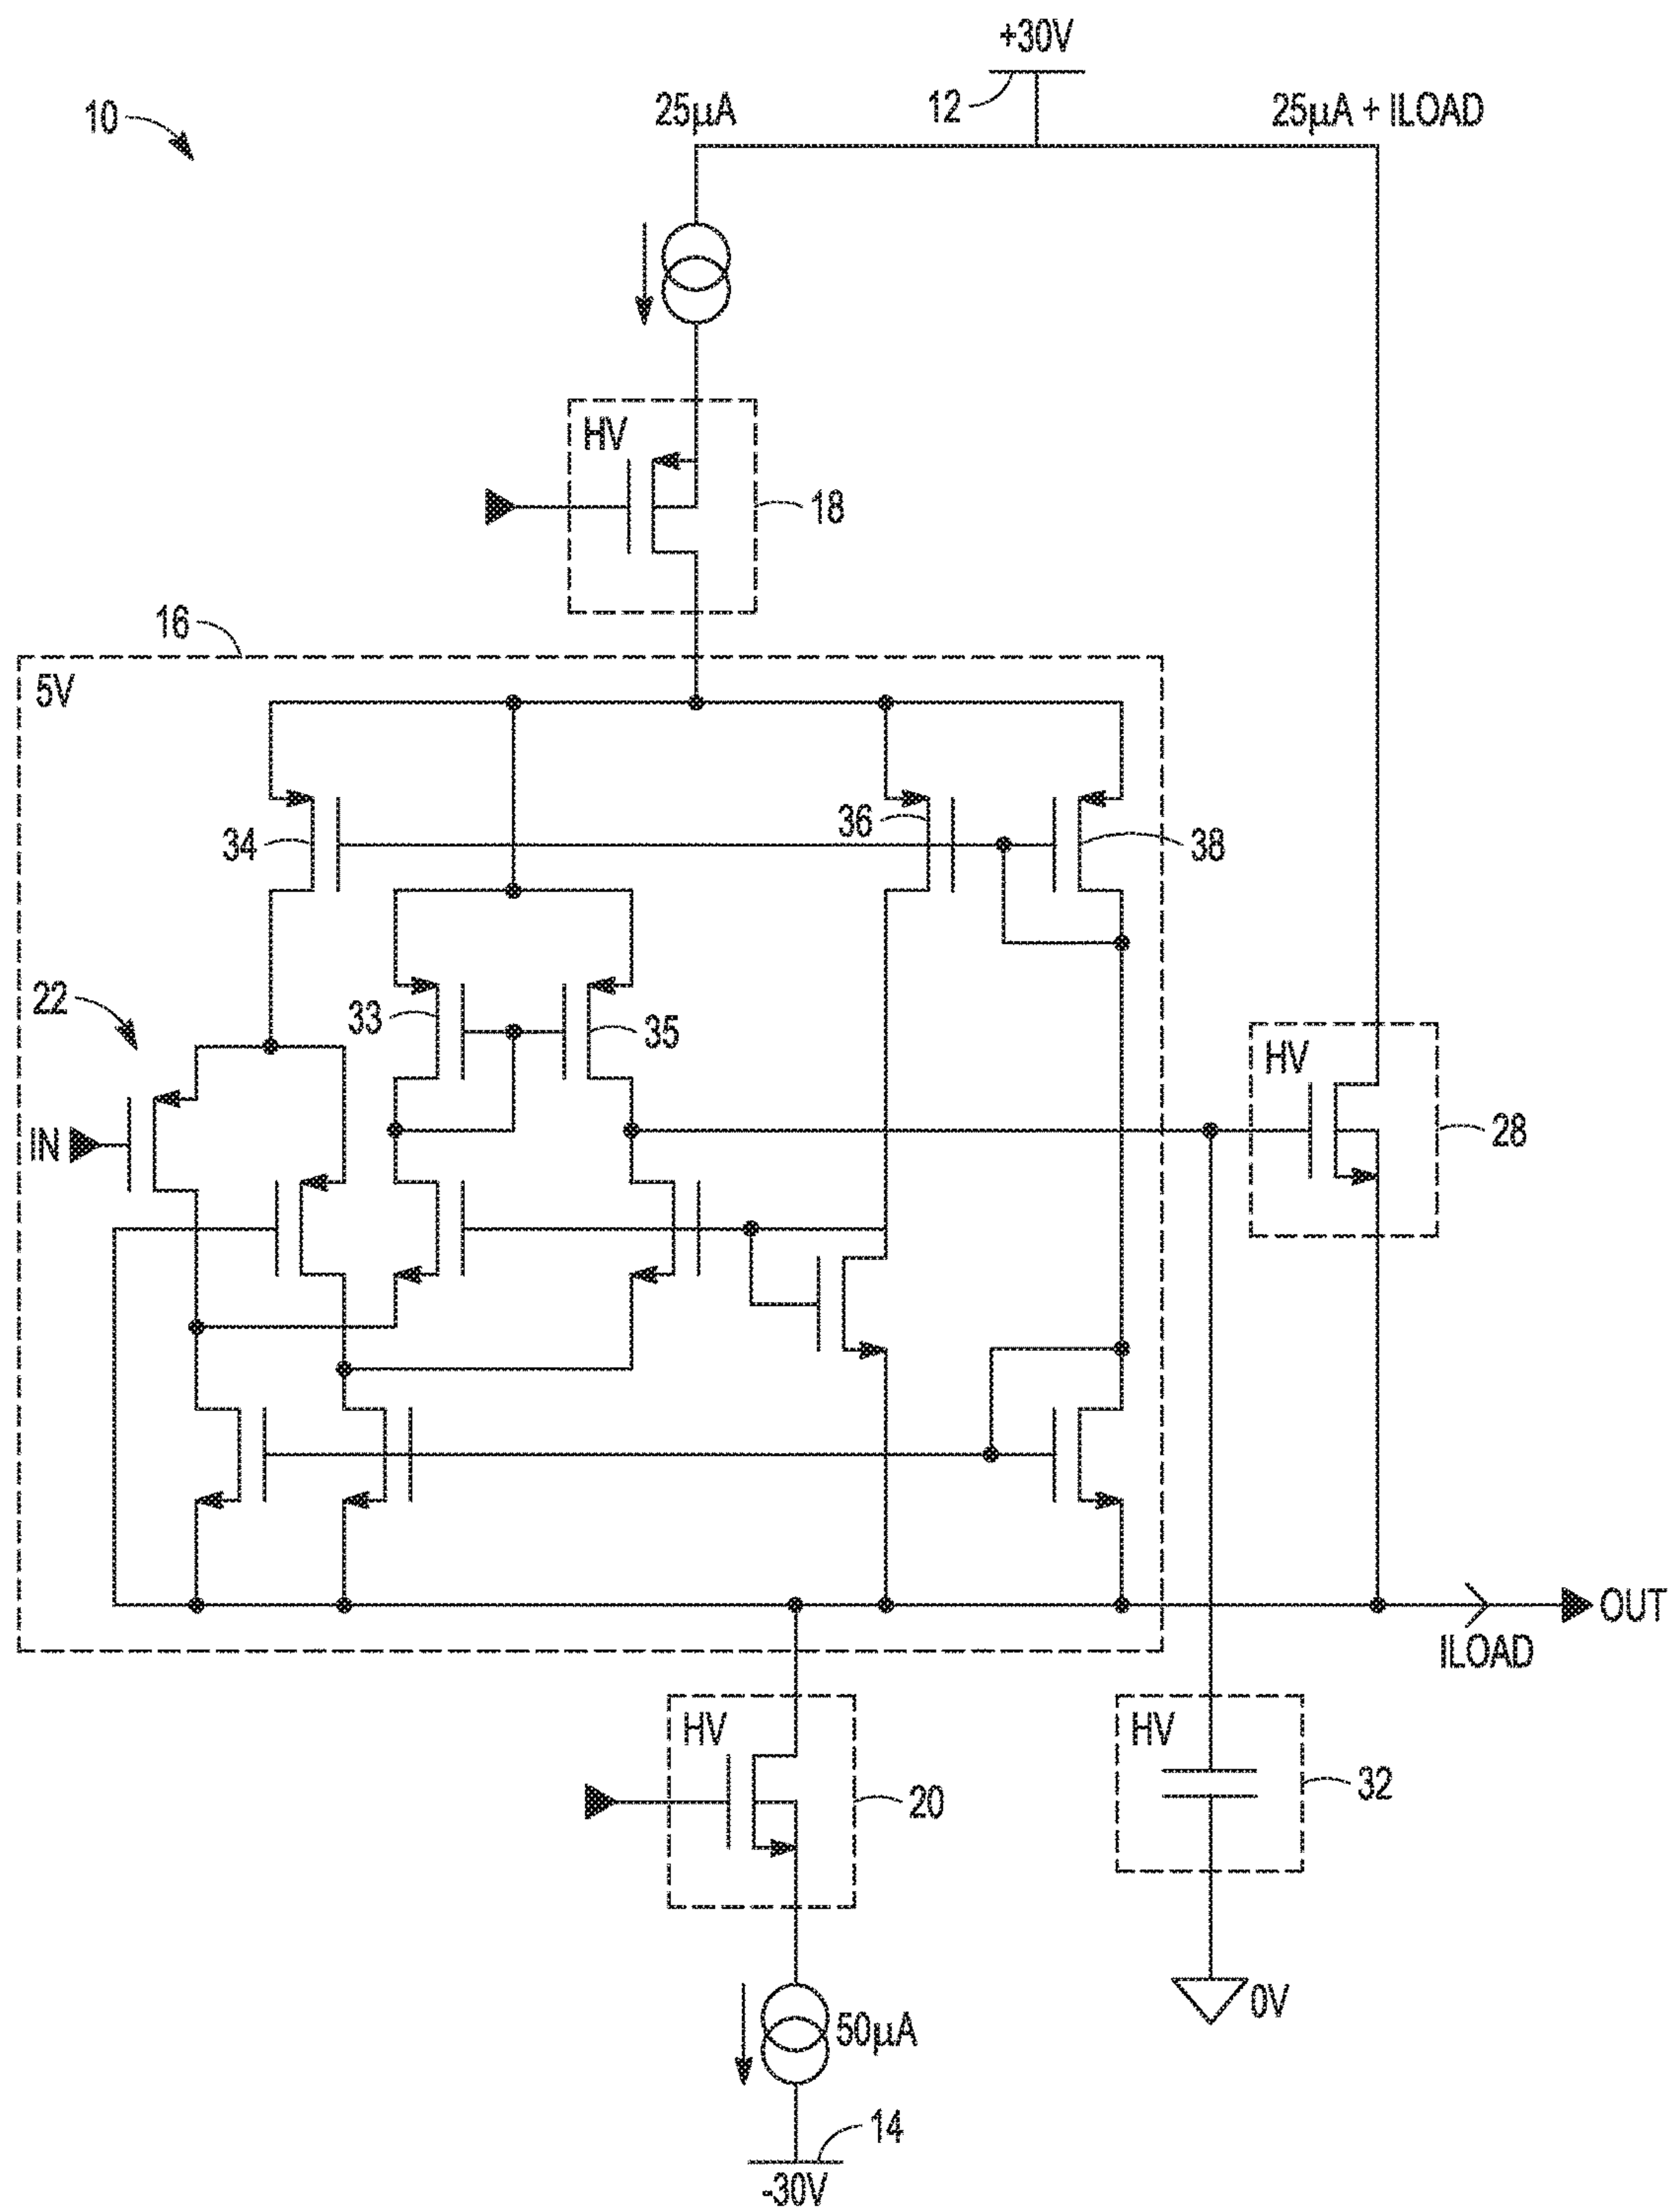 +30V
10
12
25μA
25μA + ILOAD
HV
18
16
5V
34
36
38
22
33
35
IN
HV
28
OUT
ILOAD
HV
20
HV
32
0V
50μA
14
-30V